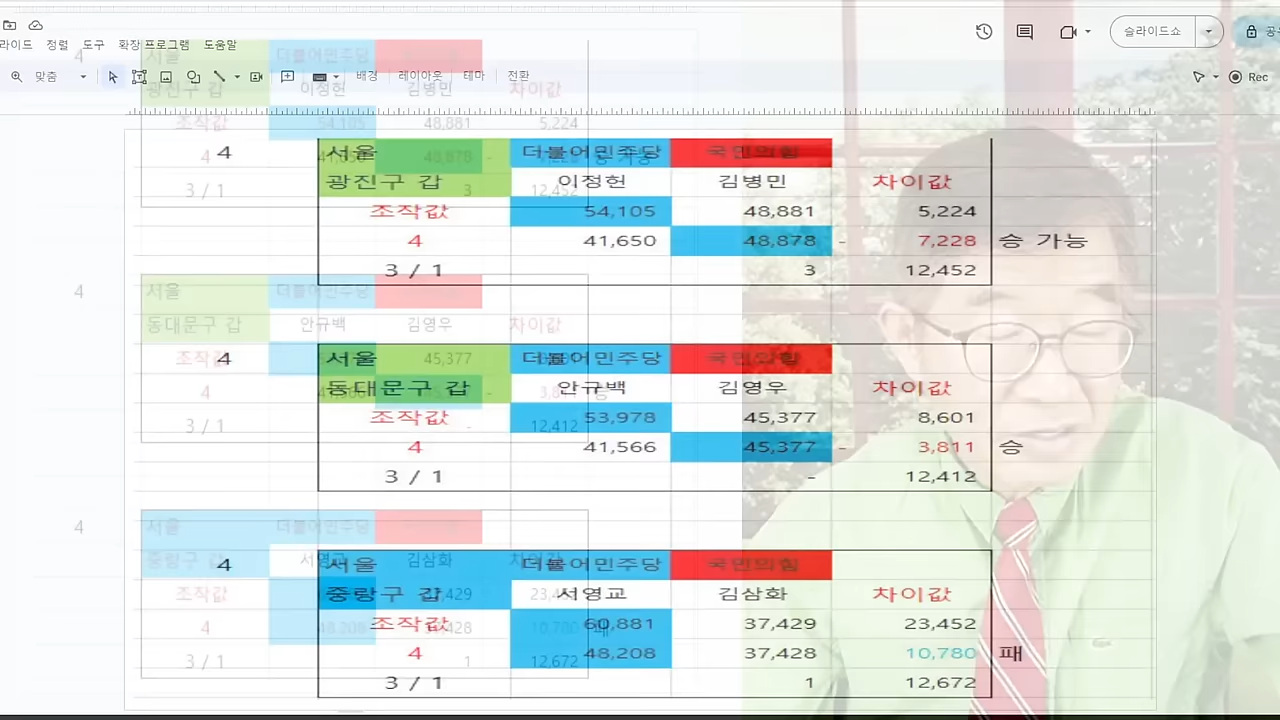 라이드 정렬 도구 확장 프로그램 도움말
슬라이드쇼
맞춤 배경 레이아웃 테마 전환 Rec
4 서울 더불어민주당 국민의힘
광진구 갑 이정헌 김병민 차이값
조작값 54,105 48,881 5,224
4 41,650 48,878 - 7,228 승 가능
3 / 1 3 12,452
4 서울 더불어민주당 국민의힘
동대문구 갑 안규백 김영우 차이값
조작값 53,978 45,377 8,601
4 41,566 45,377 - 3,811 승
3 / 1 - 12,412
4 서울 더불어민주당 국민의힘
중랑구 갑 서영교 김삼화 차이값
조작값 60,881 37,429 23,452
4 48,208 37,428 10,780 패
3 / 1 1 12,672